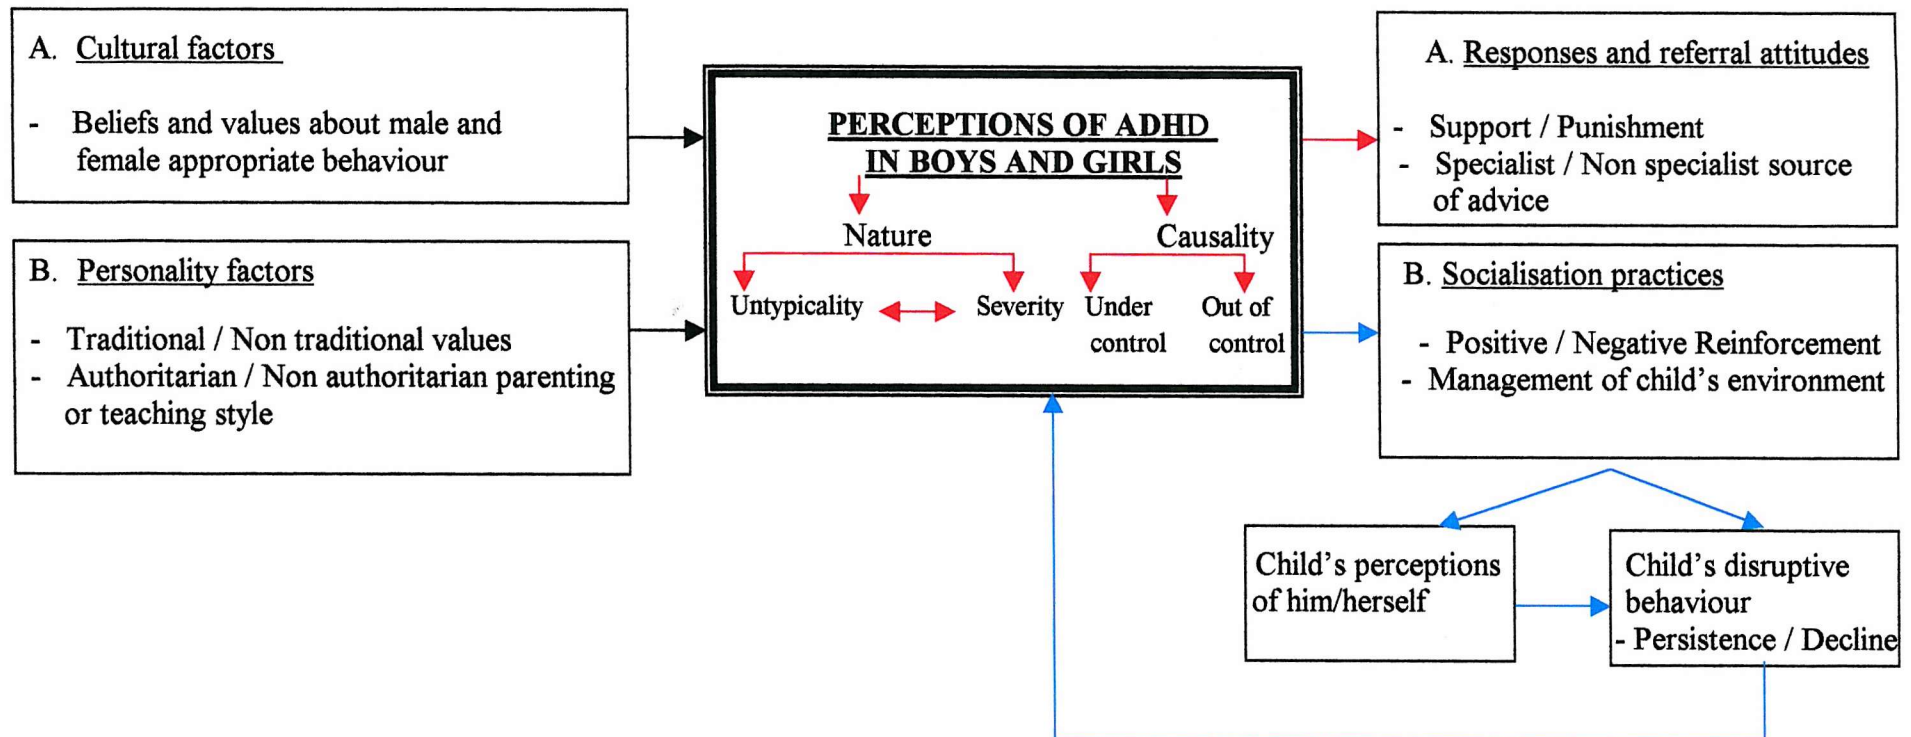 A. Cultural factors
- Beliefs and values about male and
female appropriate behaviour
B. Personality factors
- Traditional / Non traditional values
- Authoritarian / Non authoritarian parenting
or teaching style
PERCEPTIONS OF ADHD
IN BOYS AND GIRLS
Nature
Causality
Untypicality
Severity
Under
control
Out of
control
A. Responses and referral attitudes
- Support / Punishment
- Specialist / Non specialist source
of advice
B. Socialisation practices
- Positive / Negative Reinforcement
- Management of child's environment
Child's perceptions
of him/herself
Child's disruptive
behaviour
- Persistence / Decline